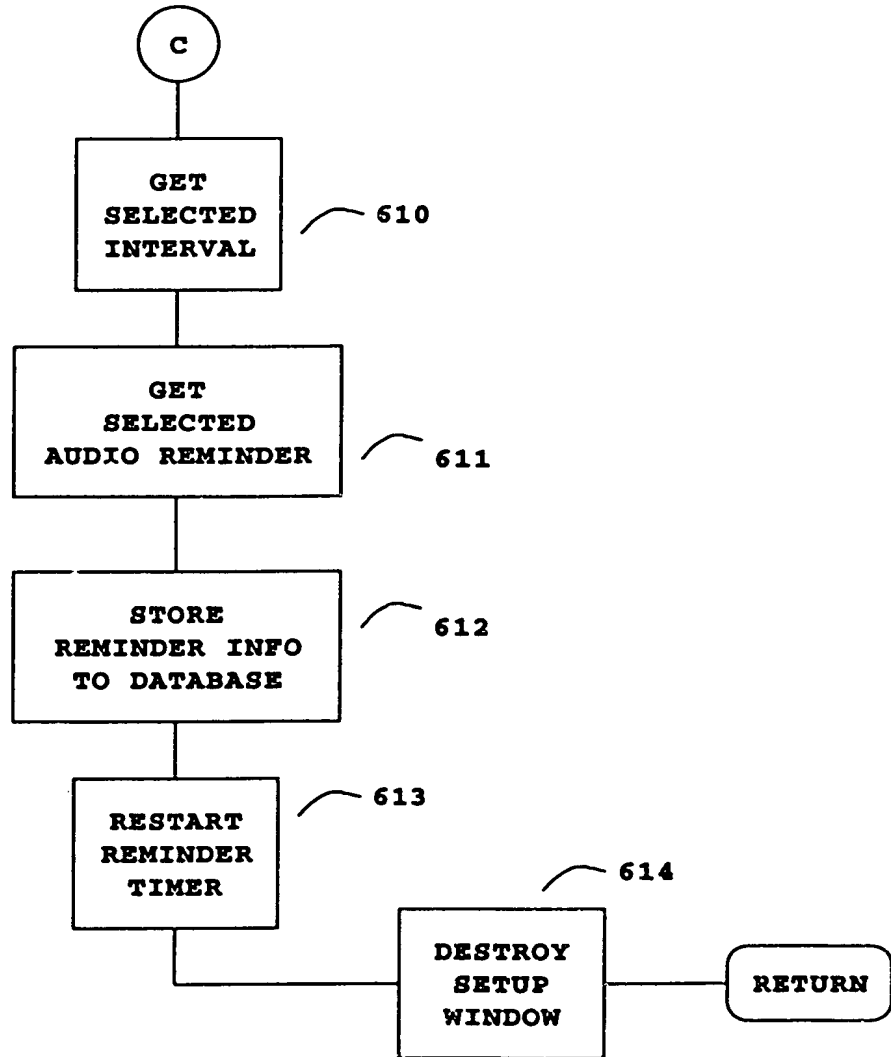 C
GET
SELECTED
INTERVAL
610
GET
SELECTED
AUDIO REMINDER
611
STORE
REMINDER INFO
TO DATABASE
612
RESTART
REMINDER
TIMER
613
DESTROY
SETUP
WINDOW
614
RETURN